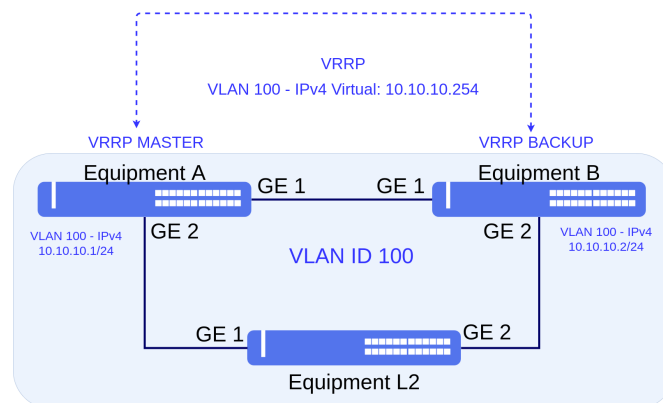 VRRP
VLAN 100 - IPv4 Virtual: 10.10.10.254
VRRP MASTER
VRRP BACKUP
Equipment A
Equipment B
GE 1
GE 1
GE 2
GE 2
VLAN 100 - IPv4
10.10.10.1/24
VLAN 100 - IPv4
10.10.10.2/24
VLAN ID 100
GE 1
GE 2
Equipment L2